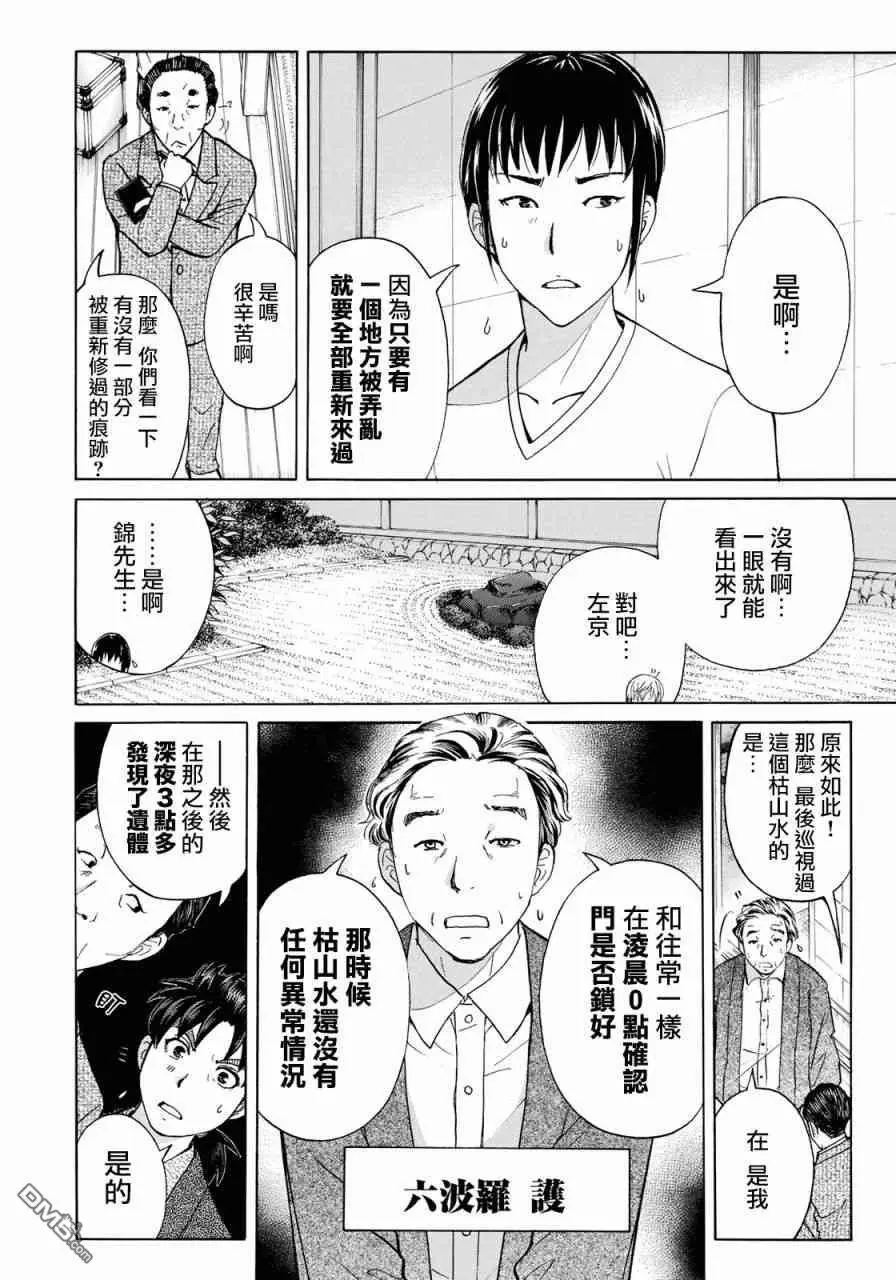 是啊…
因為只要有
一個地方被弄亂
就要全部重新來過
是嗎
很辛苦啊
那麼 你們看一下
有沒有一部分
被重新修過的痕跡?
沒有啊…
一眼就能
看出來了
對吧…
左京
……是啊
錦先生…
原來如此!
那麼 最後巡視過
這個枯山水的
是…
在 是我
和往常一樣
在凌晨0點確認
門是否鎖好
那時候
枯山水還沒有
任何異常情況
六波羅 護
——然後
在那之後的
深夜3點多
發現了遺體
盯
是的